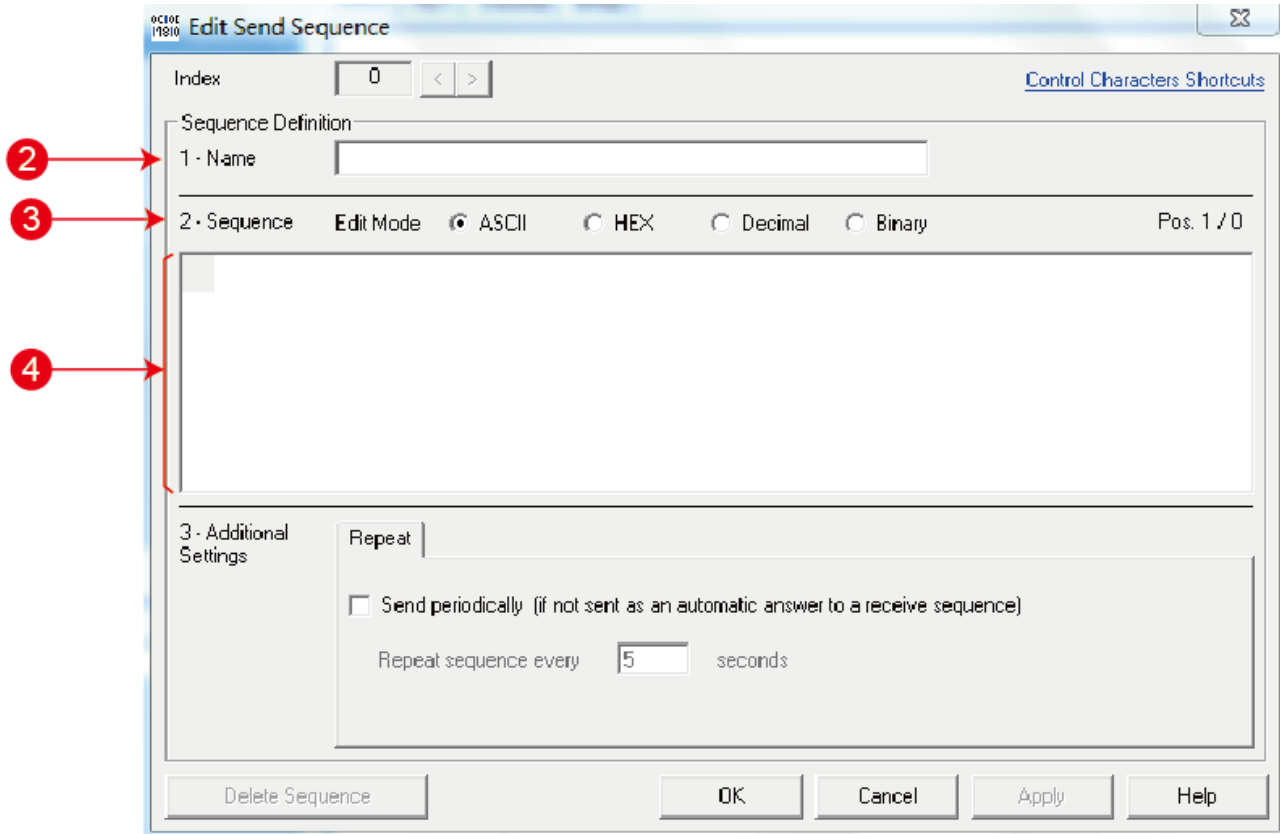 Edit Send Sequence
Index 0 < > Control Characters Shortcuts
Sequence Definition
2 1 - Name
3 2 - Sequence Edit Mode ASCII HEX Decimal Binary Pos. 1 / 0
4
3 - Additional
Settings
Repeat
Send periodically (if not sent as an automatic answer to a receive sequence)
Repeat sequence every 5 seconds
Delete Sequence OK Cancel Apply Help